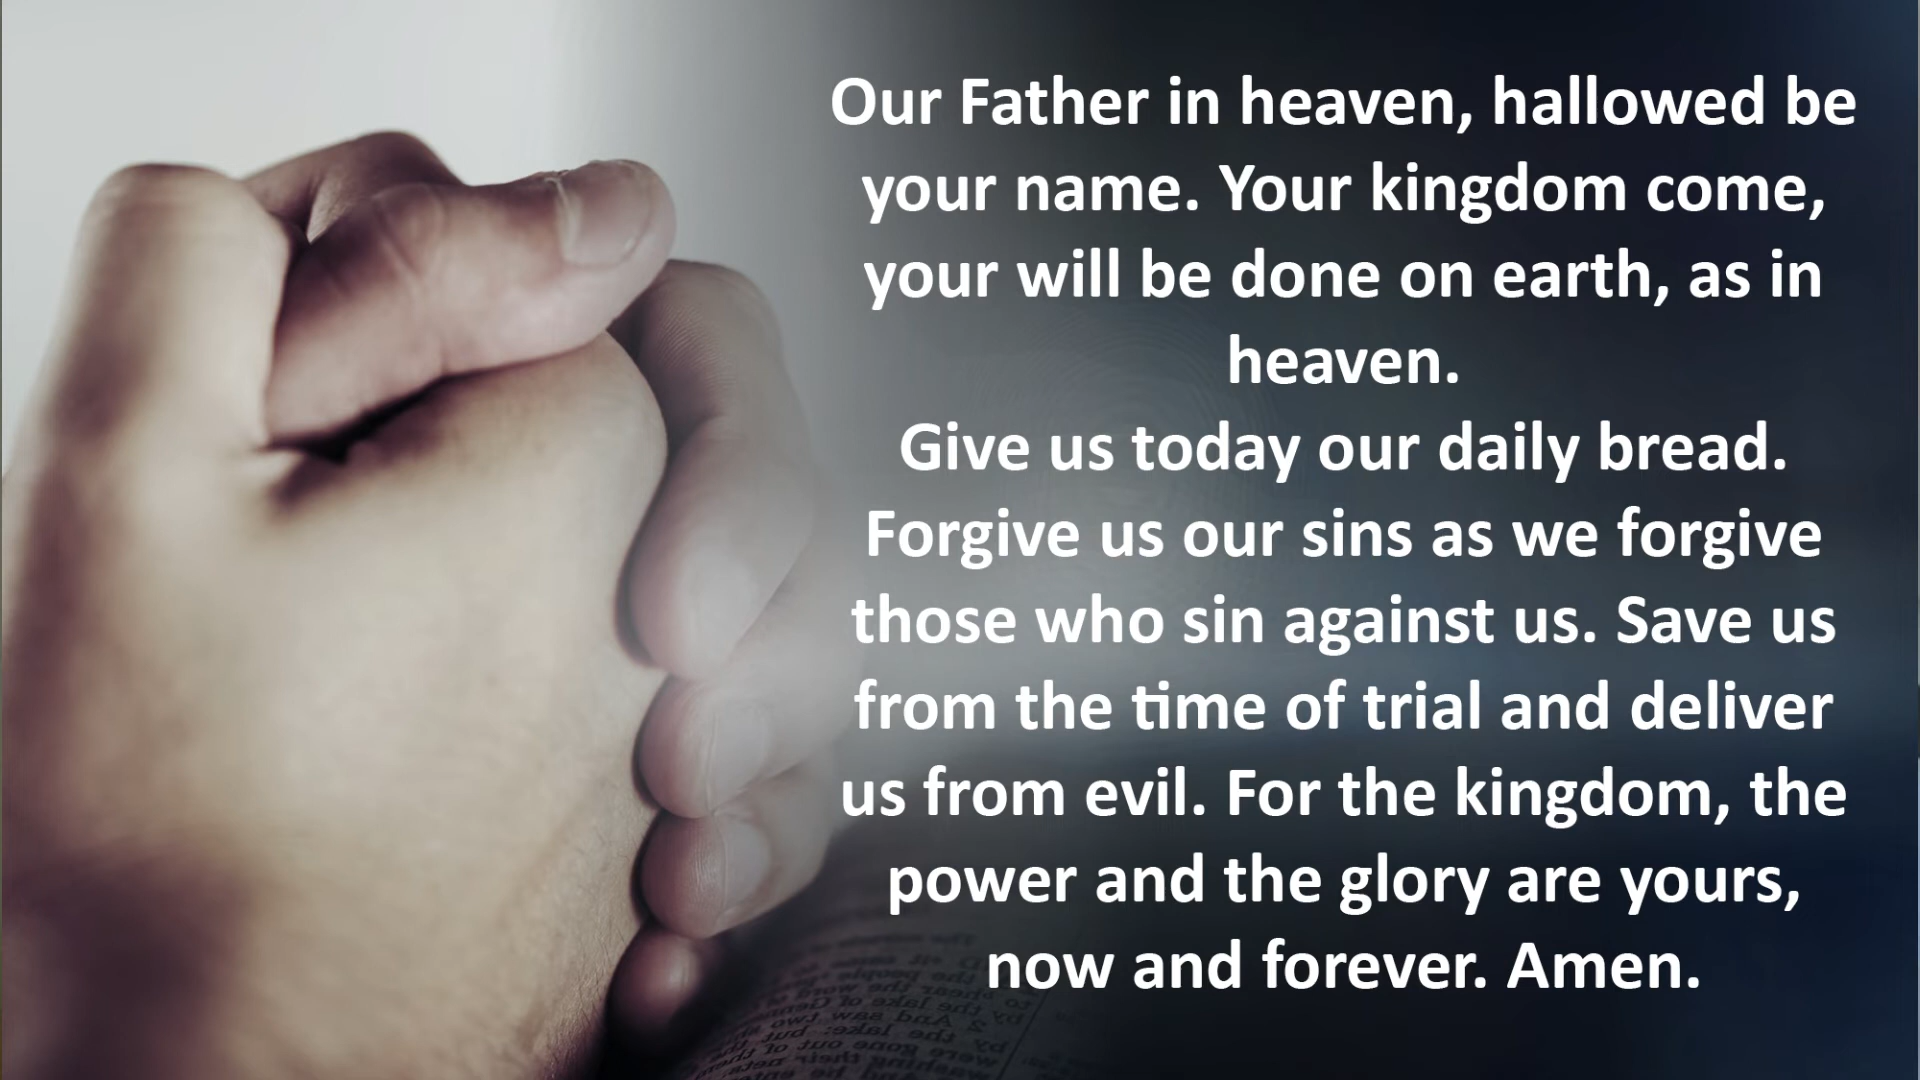 Our Father in heaven, hallowed be
your name. Your kingdom come,
your will be done on earth, as in
heaven.
Give us today our daily bread.
Forgive us our sins as we forgive
those who sin against us. Save us
from the time of trial and deliver
us from evil. For the kingdom, the
power and the glory are yours,
now and forever. Amen.